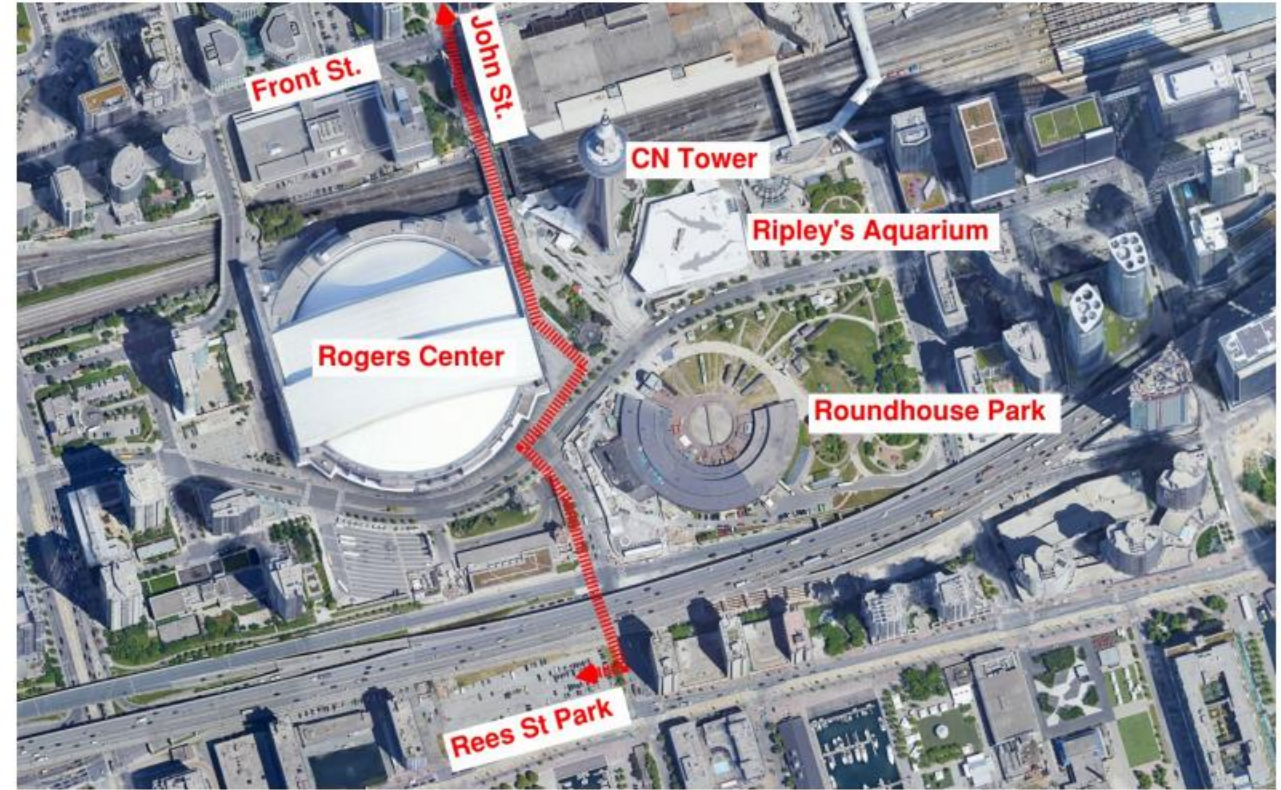 John St.
Front St.
CN Tower
Ripley's Aquarium
Rogers Center
Roundhouse Park
Rees St Park